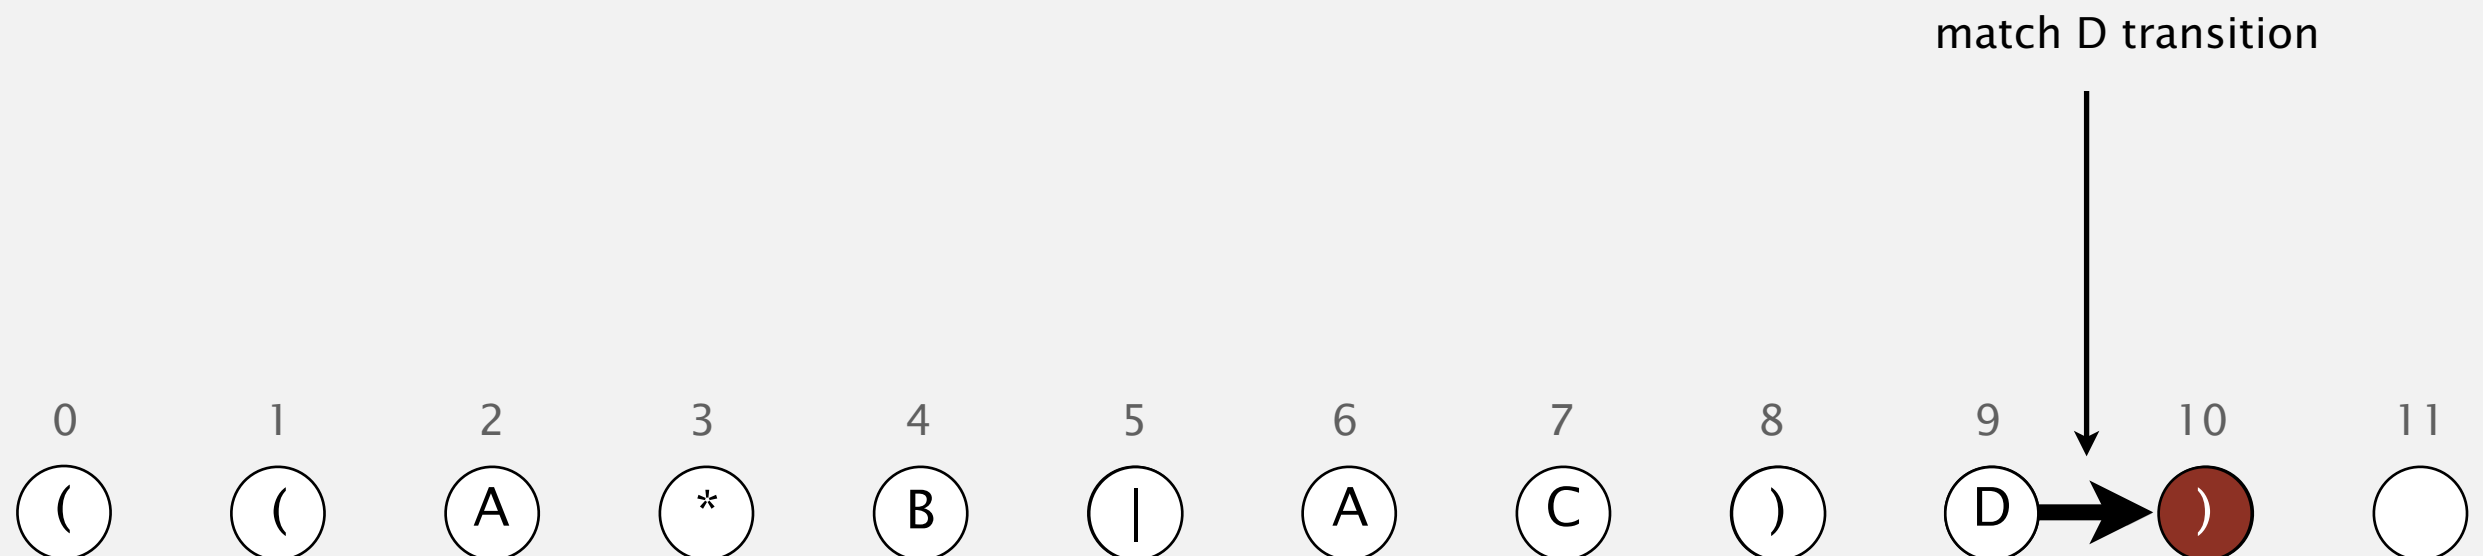 match D transition
0 1 2 3 4 5 6 7 8 9 10 11
( ( A * B | A C ) D )